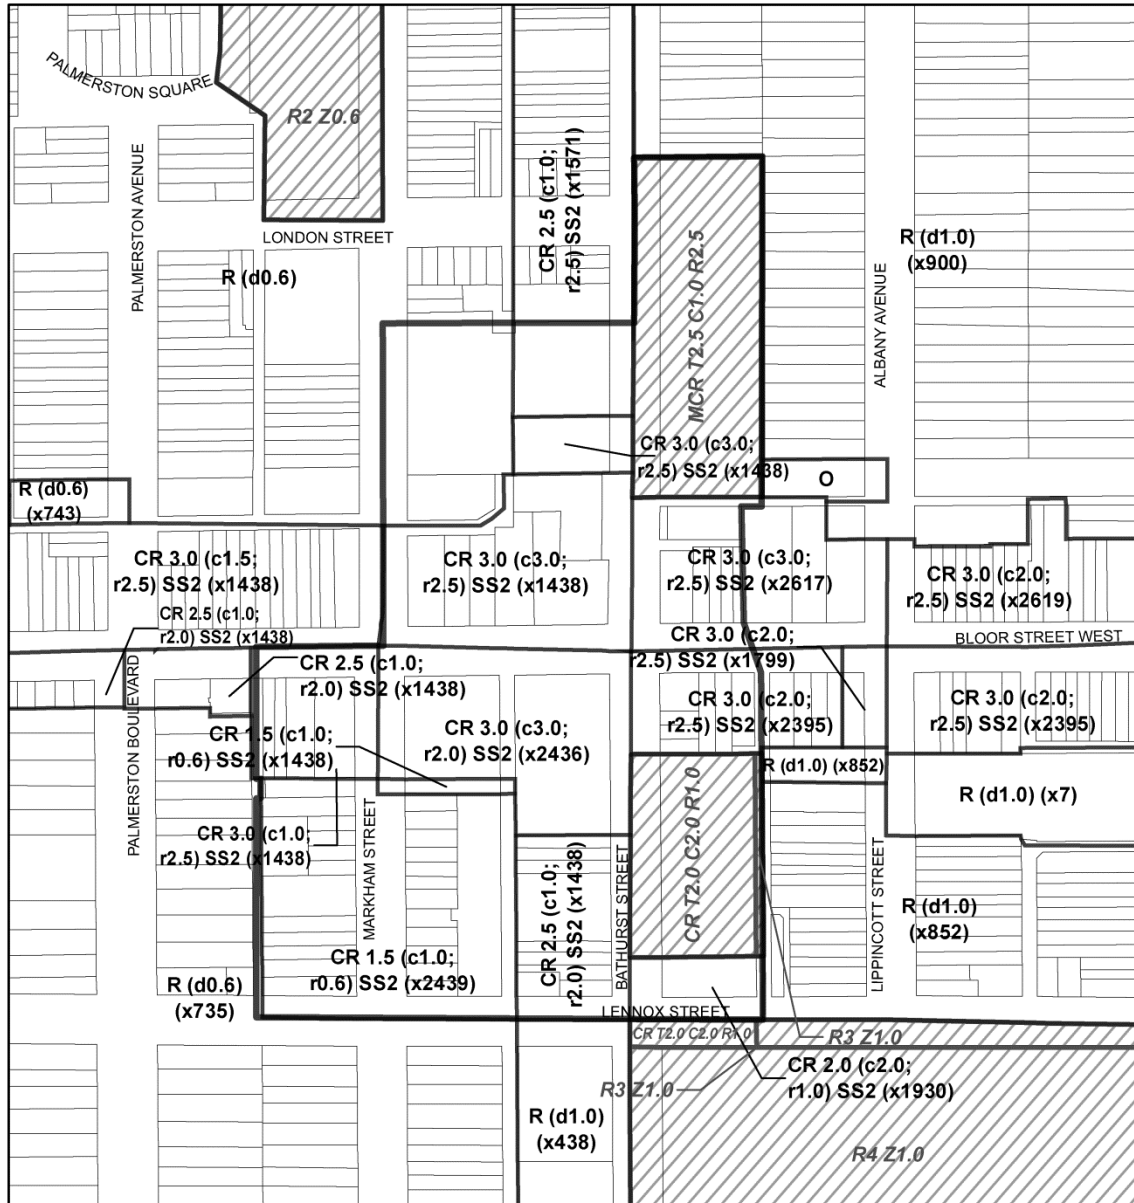 PALMERSTON SQUARE
R2 Z0.6
PALMERSTON AVENUE
LONDON STREET
R (d0.6)
CR 2.5 (c1.0;
r2.5) SS2 (x1571)
MCR T2.5 C1.0 R2.5
ALBANY AVENUE
R (d1.0)
(x900)
CR 3.0 (c3.0;
r2.5) SS2 (x1438)
O
R (d0.6)
(x743)
CR 3.0 (c1.5;
r2.5) SS2 (x1438)
CR 3.0 (c3.0;
r2.5) SS2 (x1438)
CR 3.0 (c3.0;
r2.5) SS2 (x2617)
CR 3.0 (c2.0;
r2.5) SS2 (x2619)
CR 2.5 (c1.0;
r2.0) SS2 (x1438)
BLOOR STREET WEST
CR 3.0 (c2.0;
r2.5) SS2 (x1799)
CR 2.5 (c1.0;
r2.0) SS2 (x1438)
CR 3.0 (c2.0;
r2.5) SS2 (x2395)
CR 3.0 (c2.0;
r2.5) SS2 (x2395)
PALMERSTON BOULEVARD
CR 1.5 (c1.0;
r0.6) SS2 (x1438)
CR 3.0 (c3.0;
r2.0) SS2 (x2436)
R (d1.0) (x852)
R (d1.0) (x7)
CR 3.0 (c1.0;
r2.5) SS2 (x1438)
MARKHAM STREET
CR 2.5 (c1.0;
r2.0) SS2 (x1438)
BATHURST STREET
CR T2.0 C2.0 R1.0
LIPPINCOTT STREET
R (d1.0)
(x852)
CR 1.5 (c1.0;
r0.6) SS2 (x2439)
R (d0.6)
(x735)
LENNOX STREET
CR T2.0 C2.0 R1.0
R3 Z1.0
CR 2.0 (c2.0;
r1.0) SS2 (x1930)
R3 Z1.0
R (d1.0)
(x438)
R4 Z1.0